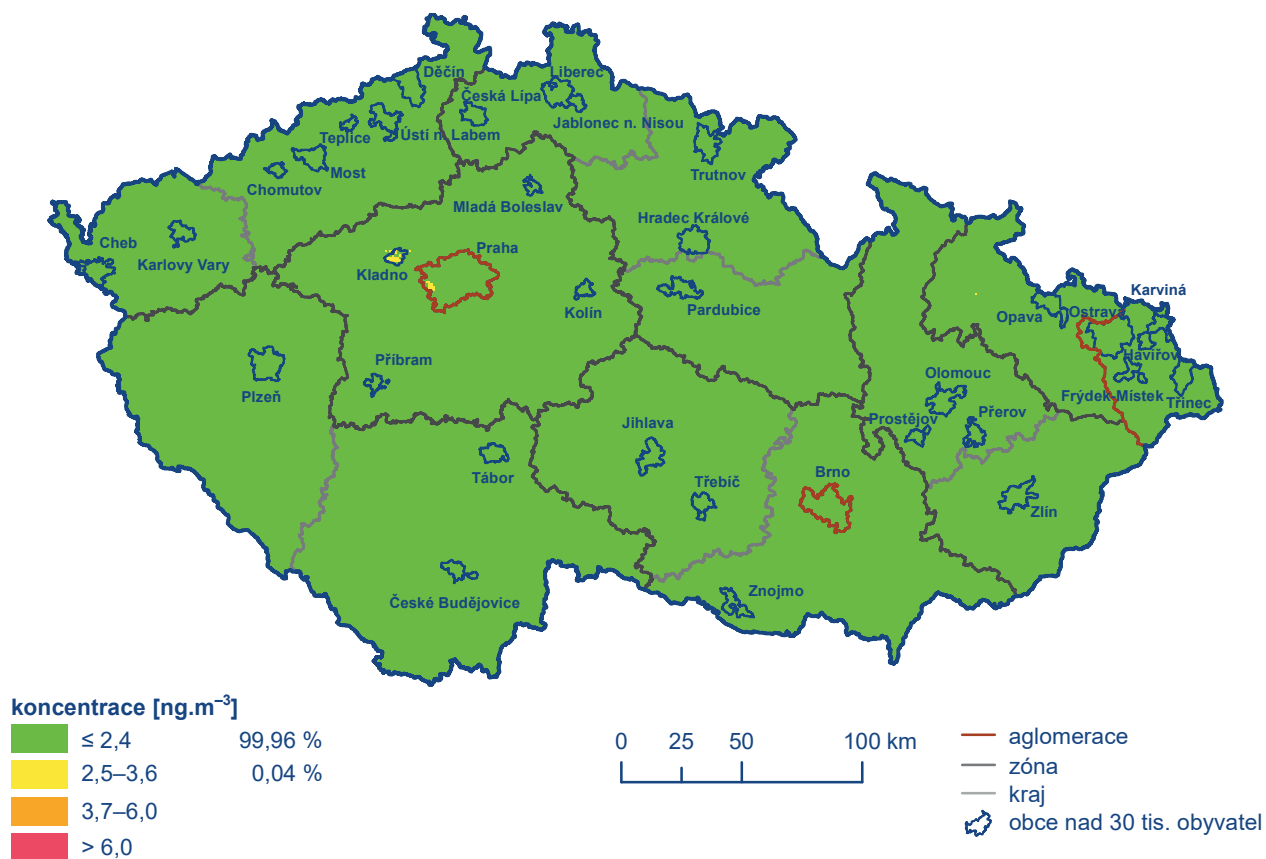 Děčín
Liberec
Česká Lípa
Jablonec n. Nisou
Teplice
Ústí n. Labem
Most
Chomutov
Trutnov
Mladá Boleslav
Hradec Králové
Cheb
Karlovy Vary
Praha
Kladno
Kolín
Pardubice
Karviná
Opava
Ostrava
Havířov
Příbram
Plzeň
Olomouc
Frýdek-Místek
Třinec
Prostějov
Přerov
Jihlava
Tábor
Třebíč
Brno
Zlín
Znojmo
České Budějovice
koncentrace [ng.m⁻³]
≤ 2,4 99,96 %
2,5–3,6 0,04 %
3,7–6,0
> 6,0
0 25 50 100 km
aglomerace
zóna
kraj
obce nad 30 tis. obyvatel